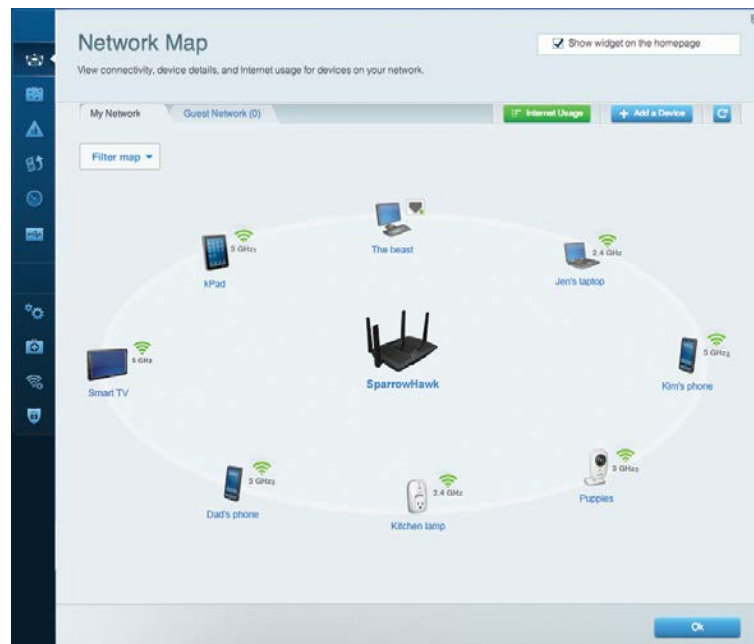 Network Map
Show widget on the homepage
View connectivity, device details, and Internet usage for devices on your network.
My Network
Guest Network (0)
Internet Usage
+ Add a Device
Filter map
The beast
5 GHz
kPad
2.4 GHz
Jen's laptop
5 GHz
Smart TV
SparrowHawk
5 GHz
Kim's phone
5 GHz
Dad's phone
2.4 GHz
Kitchen lamp
5 GHz
Puppies
Ok